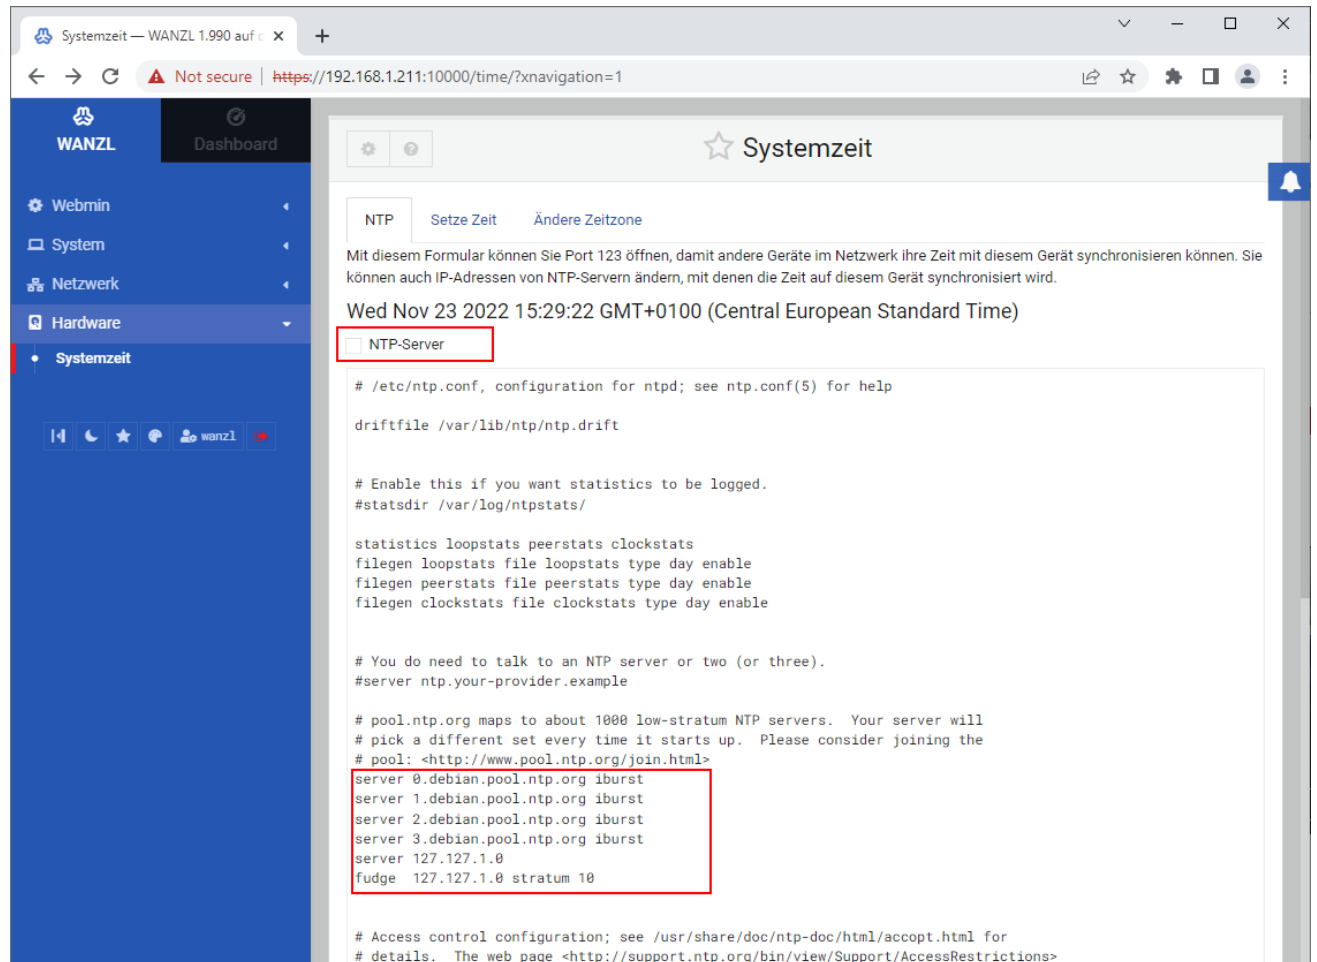 Systemzeit — WANZL 1.990 auf
Not secure
https://192.168.1.211:10000/time/?xnavigation=1
WANZL
Dashboard
Systemzeit
Webmin
System
Netzwerk
Hardware
Systemzeit
wanzl
NTP
Setze Zeit
Ändere Zeitzone
Mit diesem Formular können Sie Port 123 öffnen, damit andere Geräte im Netzwerk ihre Zeit mit diesem Gerät synchronisieren können. Sie
können auch IP-Adressen von NTP-Servern ändern, mit denen die Zeit auf diesem Gerät synchronisiert wird.
Wed Nov 23 2022 15:29:22 GMT+0100 (Central European Standard Time)
NTP-Server
# /etc/ntp.conf, configuration for ntpd; see ntp.conf(5) for help
driftfile /var/lib/ntp/ntp.drift
# Enable this if you want statistics to be logged.
#statsdir /var/log/ntpstats/
statistics loopstats peerstats clockstats
filegen loopstats file loopstats type day enable
filegen peerstats file peerstats type day enable
filegen clockstats file clockstats type day enable
# You do need to talk to an NTP server or two (or three).
#server ntp.your-provider.example
# pool.ntp.org maps to about 1000 low-stratum NTP servers.  Your server will
# pick a different set every time it starts up.  Please consider joining the
# pool: <http://www.pool.ntp.org/join.html>
server 0.debian.pool.ntp.org iburst
server 1.debian.pool.ntp.org iburst
server 2.debian.pool.ntp.org iburst
server 3.debian.pool.ntp.org iburst
server 127.127.1.0
fudge  127.127.1.0 stratum 10
# Access control configuration; see /usr/share/doc/ntp-doc/html/accopt.html for
# details.  The web page <http://support.ntp.org/bin/view/Support/AccessRestrictions>